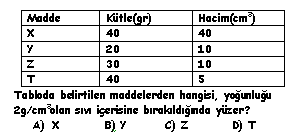 Madde Kütle(gr) Hacim(cm³)
X 40 40
Y 20 10
Z 30 10
T 40 5
Tabloda belirtilen maddelerden hangisi, yoğunluğu
2g/cm³olan sıvı içerisine bırakıldığında yüzer?
A) X B) Y C) Z D) T